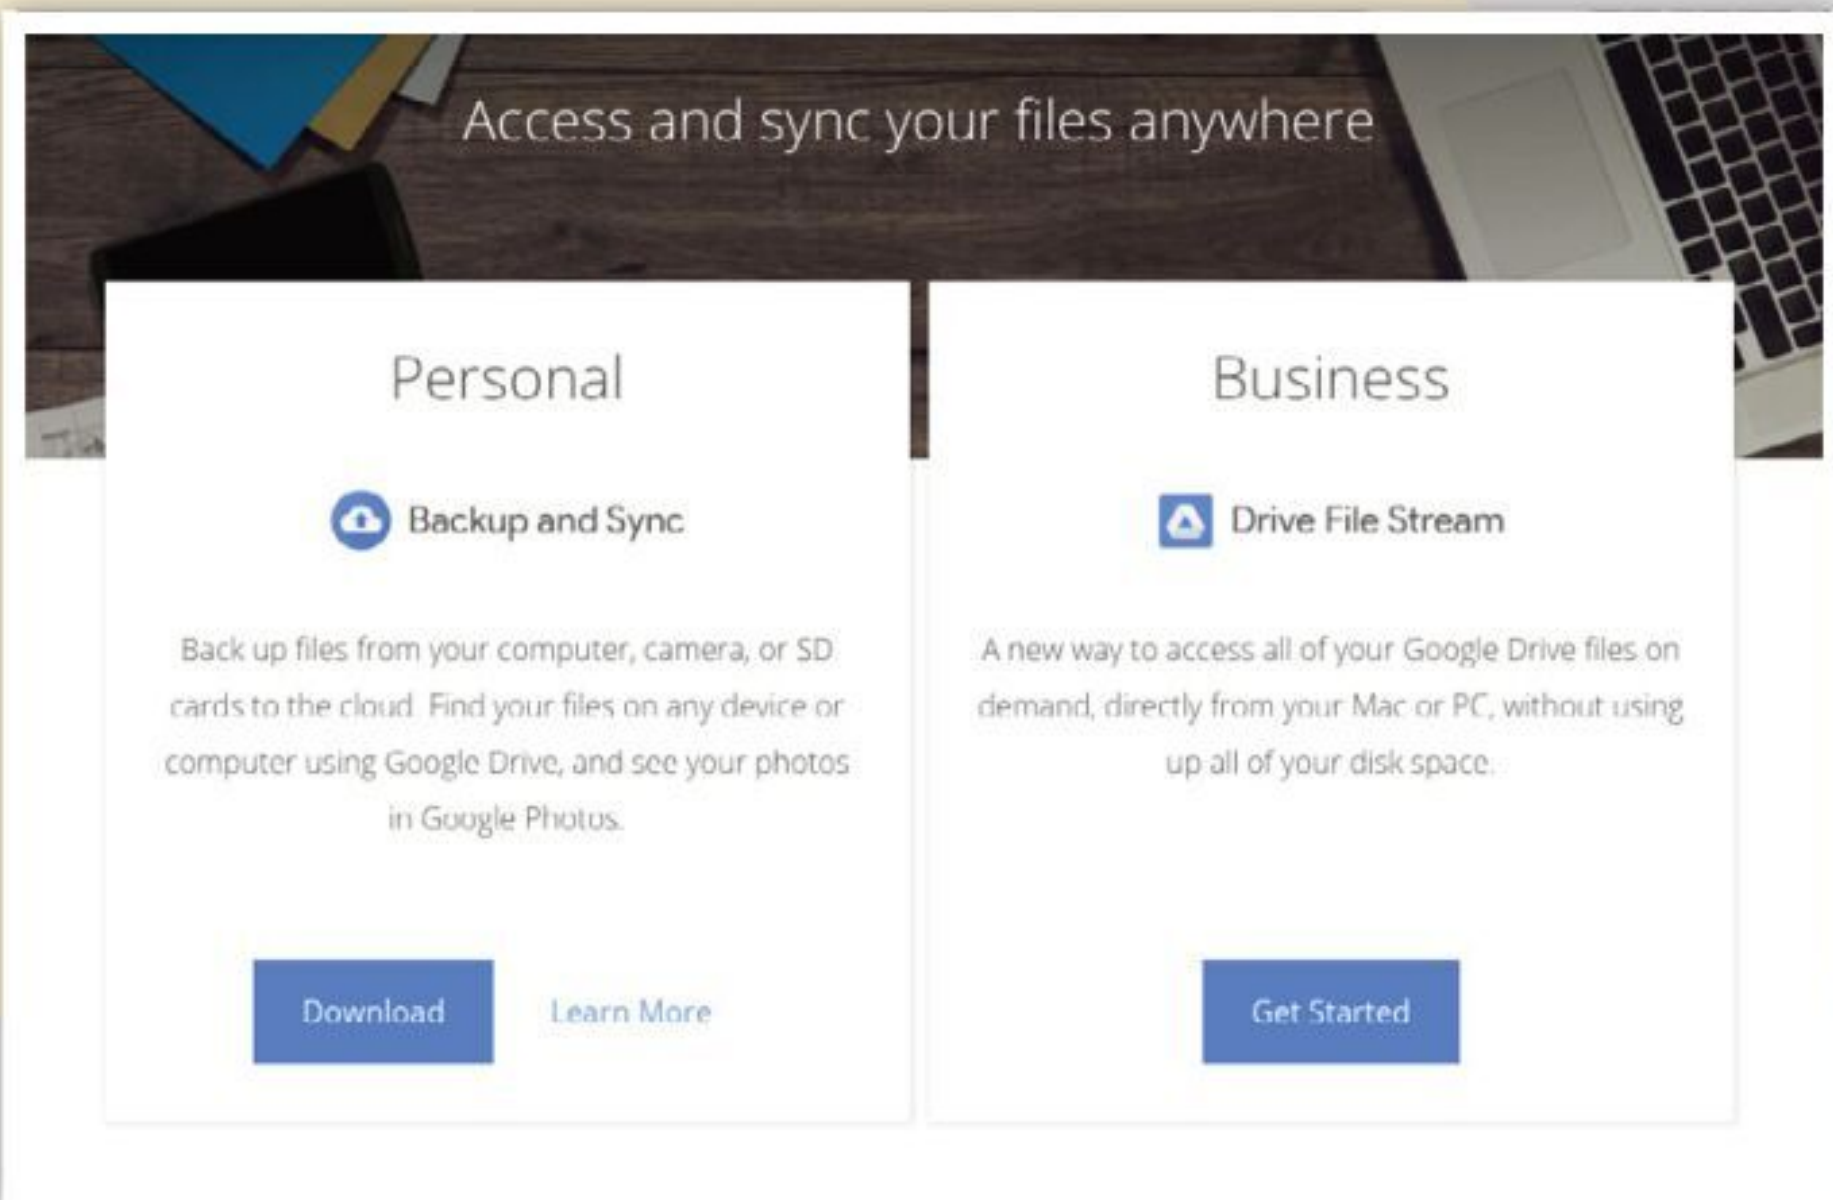 Access and sync your files anywhere
Personal
Backup and Sync
Back up files from your computer, camera, or SD
cards to the cloud. Find your files on any device or
computer using Google Drive, and see your photos
in Google Photos.
Download
Learn More
Business
Drive File Stream
A new way to access all of your Google Drive files on
demand, directly from your Mac or PC, without using
up all of your disk space.
Get Started